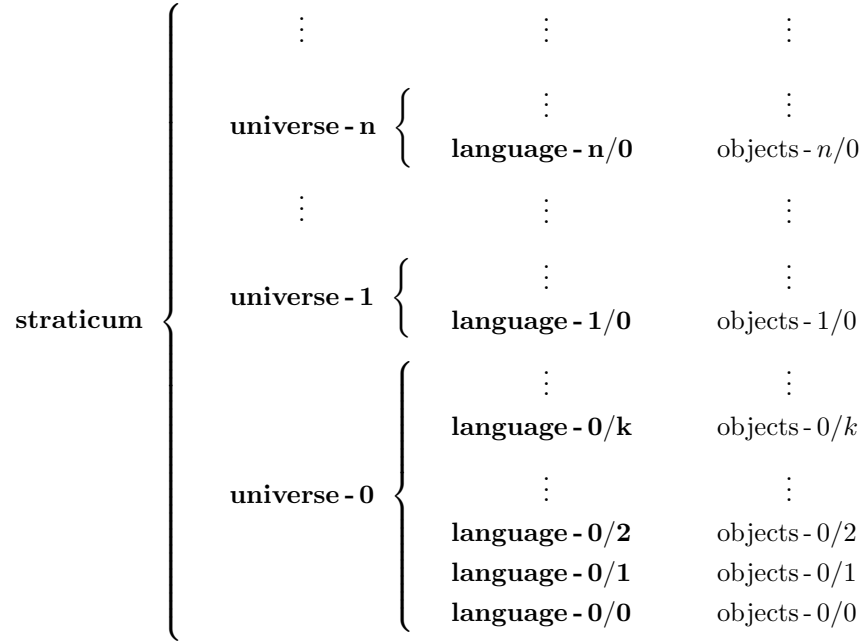 ⋮ ⋮ ⋮
⋮ ⋮
universe - n
language - n/0 objects - n/0
⋮ ⋮ ⋮
⋮ ⋮
universe - 1
straticum
language - 1/0 objects - 1/0
⋮ ⋮
language - 0/k objects - 0/k
universe - 0 ⋮ ⋮
language - 0/2 objects - 0/2
language - 0/1 objects - 0/1
language - 0/0 objects - 0/0